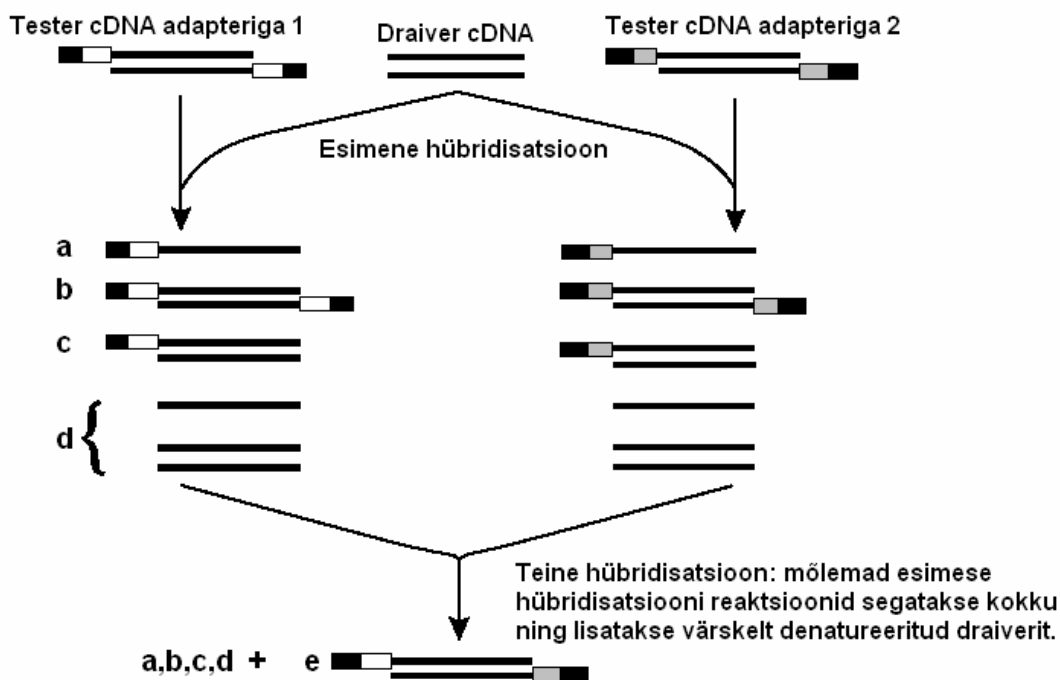 Tester cDNA adapteriga 1
Draiver cDNA
Tester cDNA adapteriga 2
Esimene hübridisatsioon
a
b
c
d
Teine hübridisatsioon: mõlemad esimese
hübridisatsiooni reaktsioonid segatakse kokku
ning lisatakse värskelt denatureeritud draiverit.
a,b,c,d + e